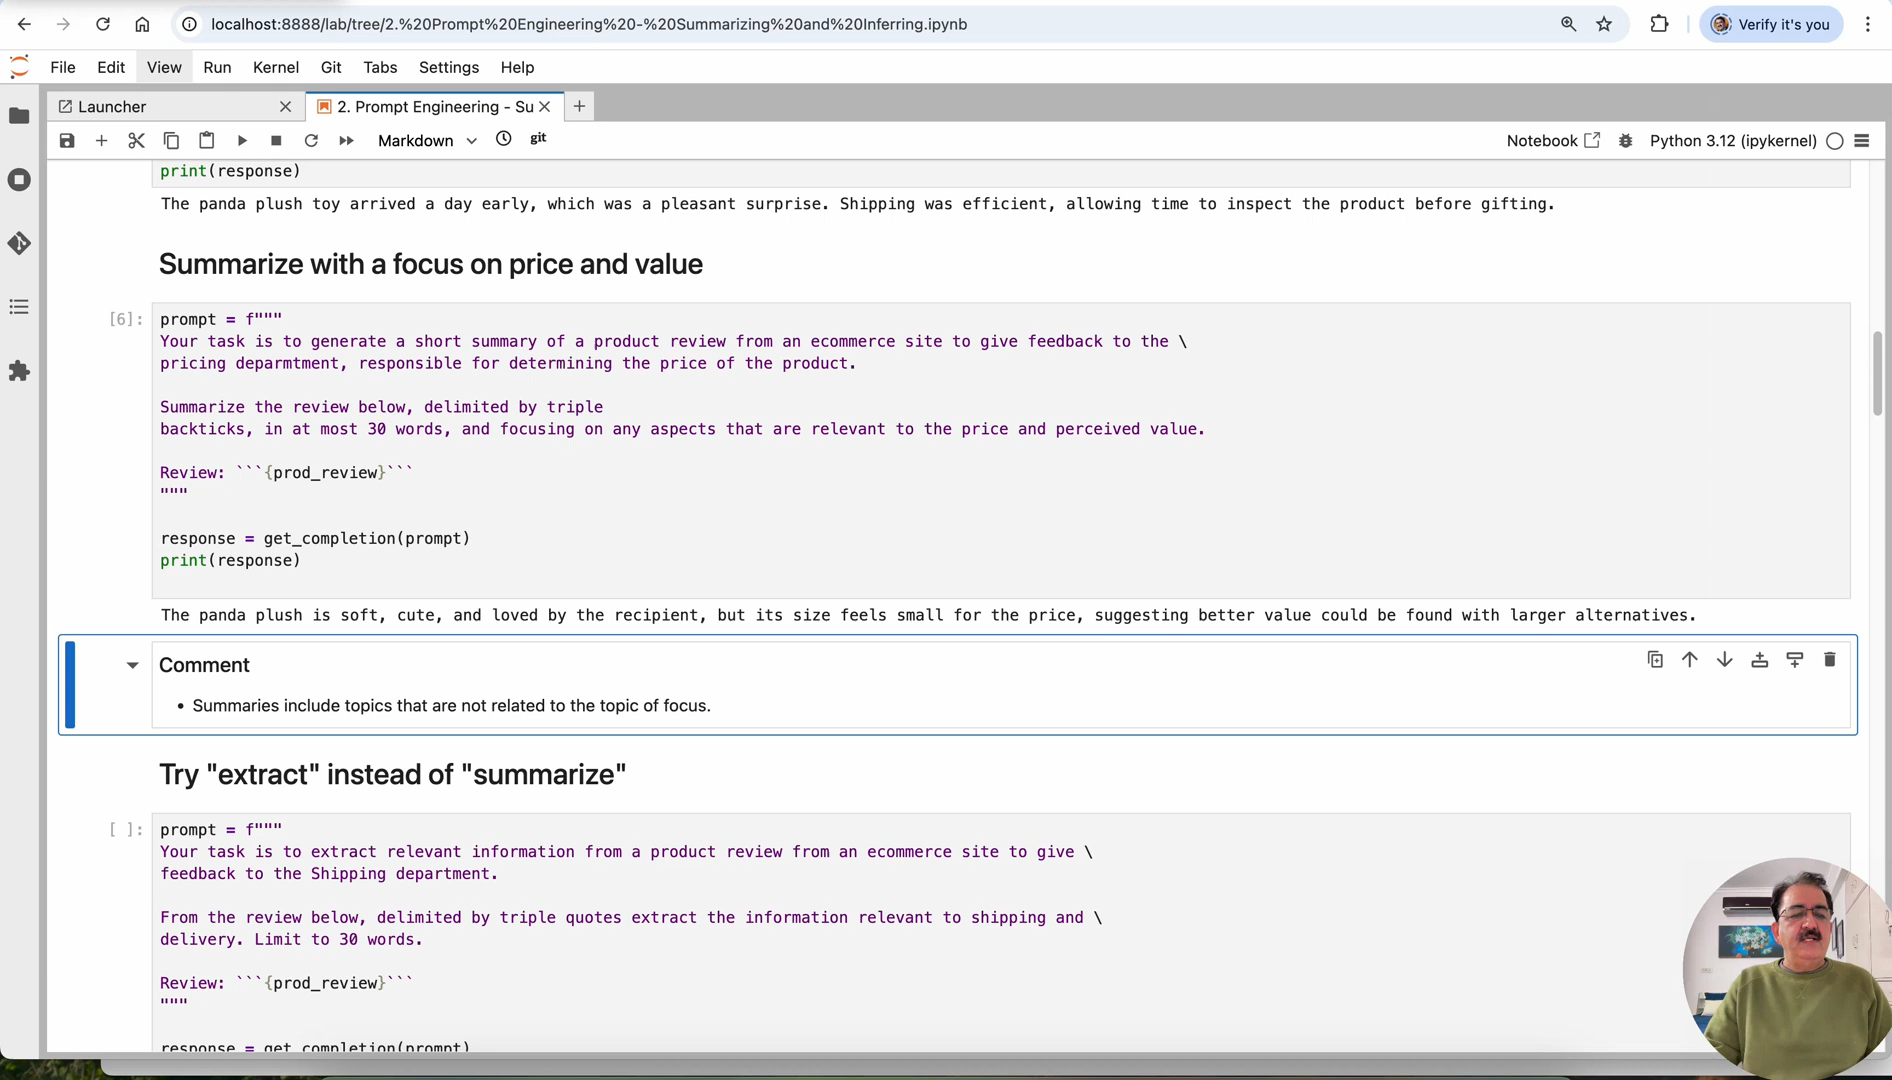 localhost:8888/lab/tree/2.%20Prompt%20Engineering%20-%20Summarizing%20and%20Inferring.ipynb
Verify it's you
File Edit View Run Kernel Git Tabs Settings Help
Launcher
2. Prompt Engineering - Su
Markdown
git
Notebook
Python 3.12 (ipykernel)
print(response)
The panda plush toy arrived a day early, which was a pleasant surprise. Shipping was efficient, allowing time to inspect the product before gifting.
Summarize with a focus on price and value
[6]:
prompt = f"""
Your task is to generate a short summary of a product review from an ecommerce site to give feedback to the \
pricing deparmtment, responsible for determining the price of the product.
Summarize the review below, delimited by triple
backticks, in at most 30 words, and focusing on any aspects that are relevant to the price and perceived value.
Review: ```{prod_review}```
"""
response = get_completion(prompt)
print(response)
The panda plush is soft, cute, and loved by the recipient, but its size feels small for the price, suggesting better value could be found with larger alternatives.
Comment
• Summaries include topics that are not related to the topic of focus.
Try "extract" instead of "summarize"
[ ]:
prompt = f"""
Your task is to extract relevant information from a product review from an ecommerce site to give \
feedback to the Shipping department.
From the review below, delimited by triple quotes extract the information relevant to shipping and \
delivery. Limit to 30 words.
Review: ```{prod_review}```
"""
response = get_completion(prompt)